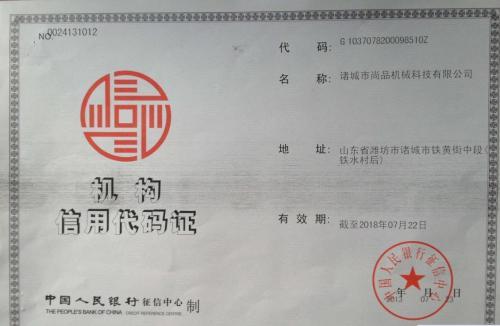 NO.0024131012
代 码: G1037078200098510Z
名 称: 诸城市尚品机械科技有限公司
地 址: 山东省潍坊市诸城市铁黄街中段(
铁水村后)
机 构
信用代码证
有 效 期: 截至2018年07月22日
中国人民银行征信中心
年 月
中国人民银行征信中心 制
THE PEOPLE'S BANK OF CHINA CREDIT REFERENCE CENTRE